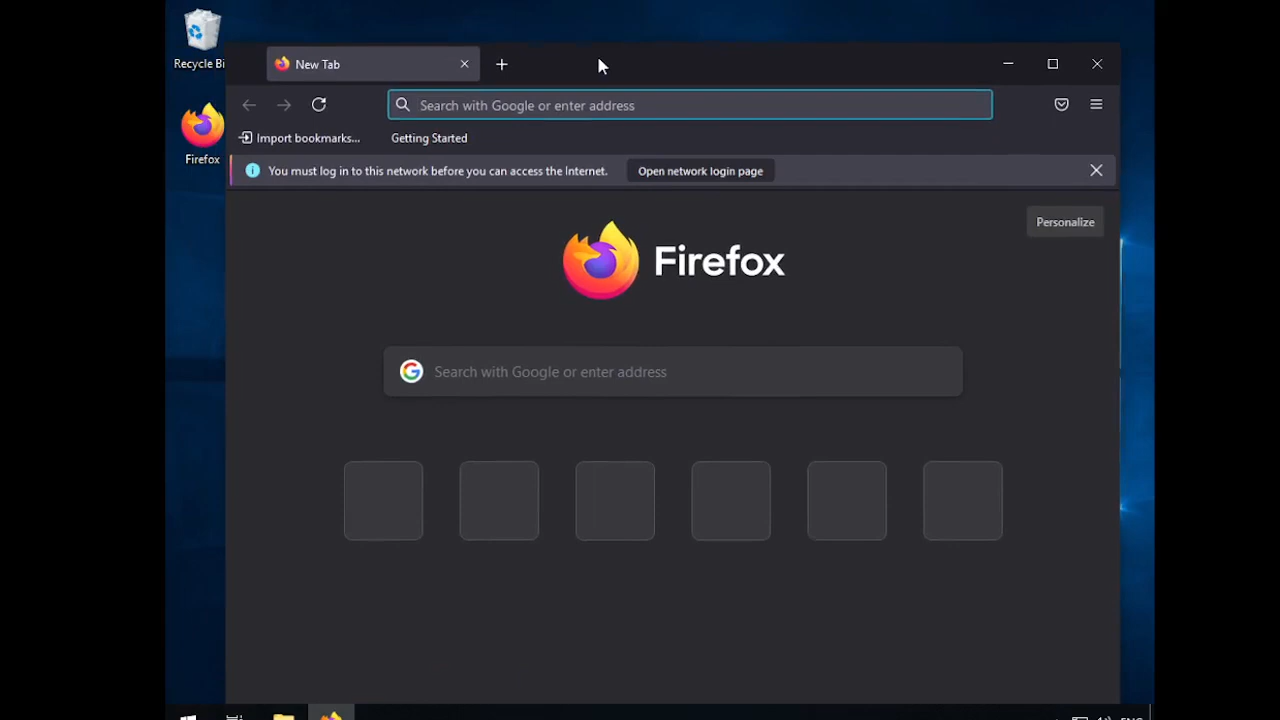 Recycle Bi
New Tab
Search with Google or enter address
Import bookmarks...
Getting Started
Firefox
You must log in to this network before you can access the Internet.
Open network login page
Personalize
Firefox
Search with Google or enter address